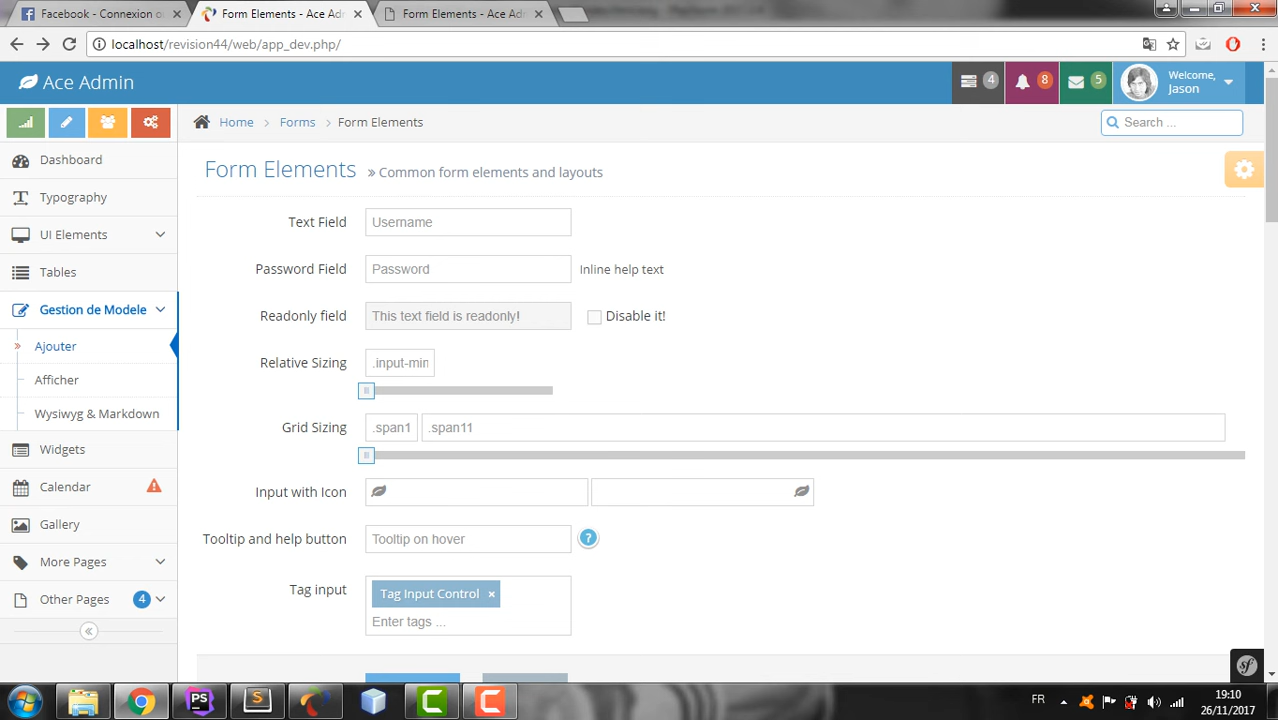 Facebook - Connexion ou
Form Elements - Ace Adm
Form Elements - Ace Adm
localhost/revision44/web/app_dev.php/
Ace Admin
4
8
5
Welcome,
Jason
Home
Forms
Form Elements
Search ...
Dashboard
Typography
UI Elements
Tables
Gestion de Modele
Ajouter
Afficher
Wysiwyg & Markdown
Widgets
Calendar
Gallery
More Pages
Other Pages 4
Form Elements » Common form elements and layouts
Text Field Username
Password Field Password Inline help text
Readonly field This text field is readonly! Disable it!
Relative Sizing .input-min
Grid Sizing .span1 .span11
Input with Icon
Tooltip and help button Tooltip on hover ?
Tag input Tag Input Control ×
Enter tags ...
sf
PS
S
C
C
FR
19:10
26/11/2017